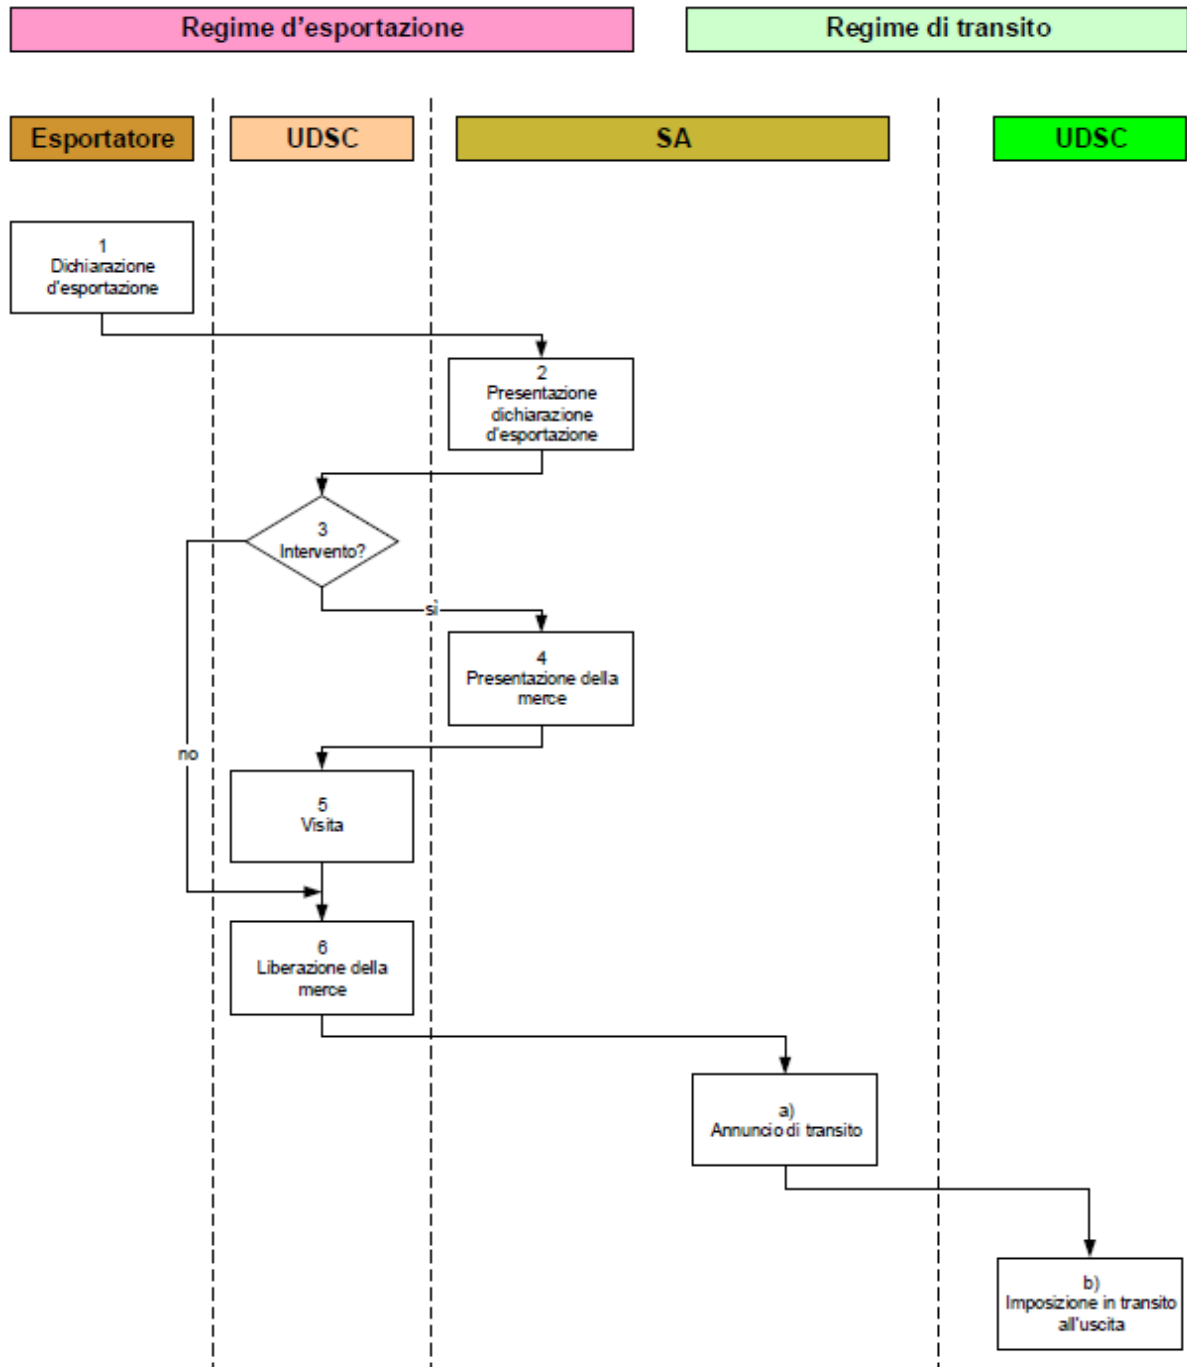 Regime d'esportazione
Regime di transito
Esportatore
UDSC
SA
UDSC
1
Dichiarazione
d'esportazione
2
Presentazione
dichiarazione
d'esportazione
3
Intervento?
sì
4
Presentazione della
merce
no
5
Visita
6
Liberazione della
merce
a)
Annuncio di transito
b)
Imposizione in transito
all'uscita